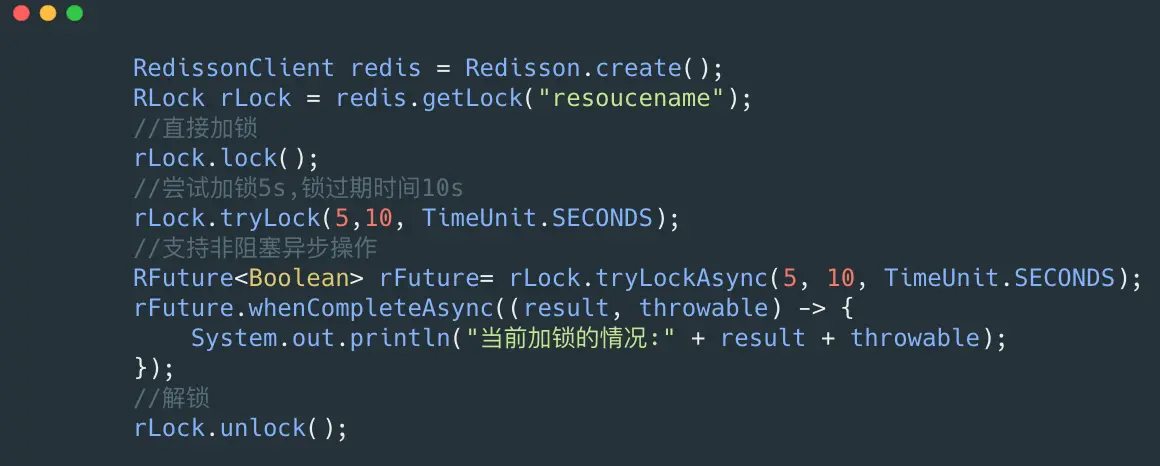 RedissonClient redis = Redisson.create();
RLock rLock = redis.getLock("resoucename");
//直接加锁
rLock.lock();
//尝试加锁5s,锁过期时间10s
rLock.tryLock(5,10, TimeUnit.SECONDS);
//支持非阻塞异步操作
RFuture<Boolean> rFuture= rLock.tryLockAsync(5, 10, TimeUnit.SECONDS);
rFuture.whenCompleteAsync((result, throwable) -> {
    System.out.println("当前加锁的情况:" + result + throwable);
});
//解锁
rLock.unlock();